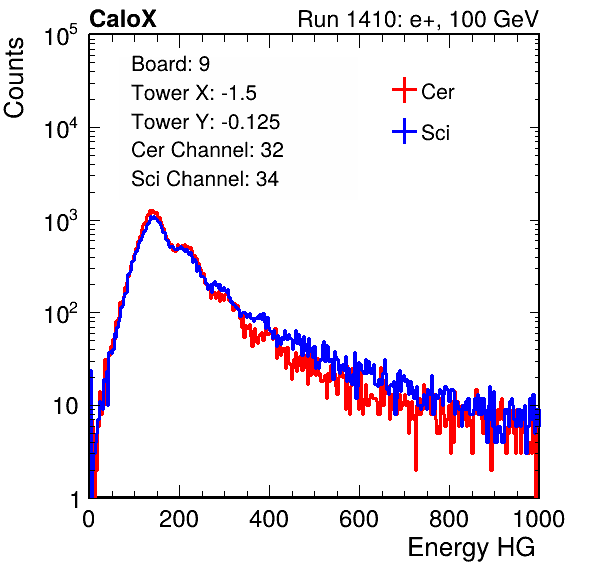 CaloX Run 1410: e+, 100 GeV
Counts
10^5
10^4
10^3
10^2
10
1
Board: 9
Tower X: -1.5
Tower Y: -0.125
Cer Channel: 32
Sci Channel: 34
Cer
Sci
0 200 400 600 800 1000
Energy HG